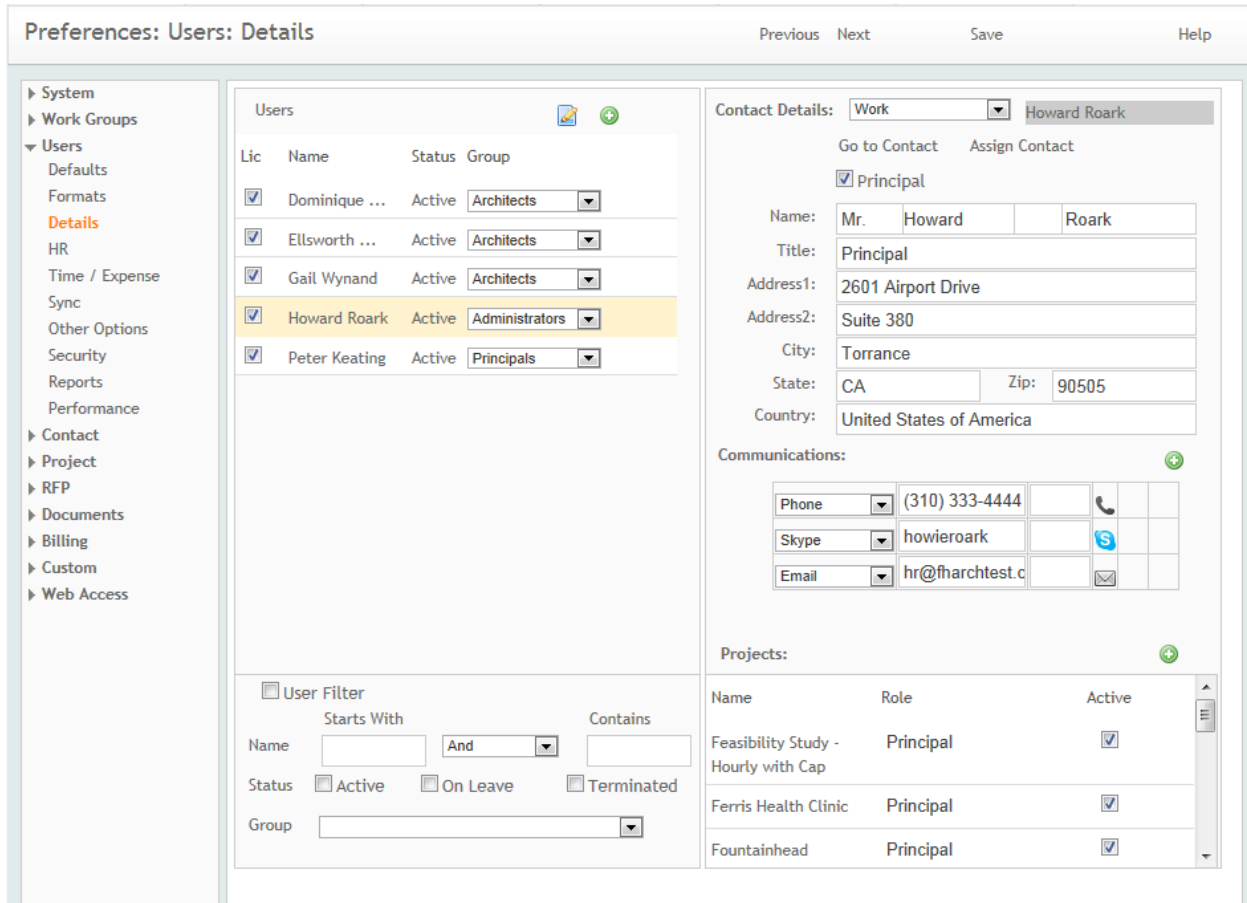 Preferences: Users: Details
Previous Next Save Help
System
Work Groups
Users
Defaults
Formats
Details
HR
Time / Expense
Sync
Other Options
Security
Reports
Performance
Contact
Project
RFP
Documents
Billing
Custom
Web Access
Users
Lic Name Status Group
Dominique ... Active Architects
Ellsworth ... Active Architects
Gail Wynand Active Architects
Howard Roark Active Administrators
Peter Keating Active Principals
User Filter
Starts With Contains
Name And
Status Active On Leave Terminated
Group
Contact Details: Work Howard Roark
Go to Contact Assign Contact
Principal
Name: Mr. Howard Roark
Title: Principal
Address1: 2601 Airport Drive
Address2: Suite 380
City: Torrance
State: CA Zip: 90505
Country: United States of America
Communications:
Phone (310) 333-4444
Skype howieroark
Email hr@fharchtest.c
Projects:
Name Role Active
Feasibility Study - Principal
Hourly with Cap
Ferris Health Clinic Principal
Fountainhead Principal